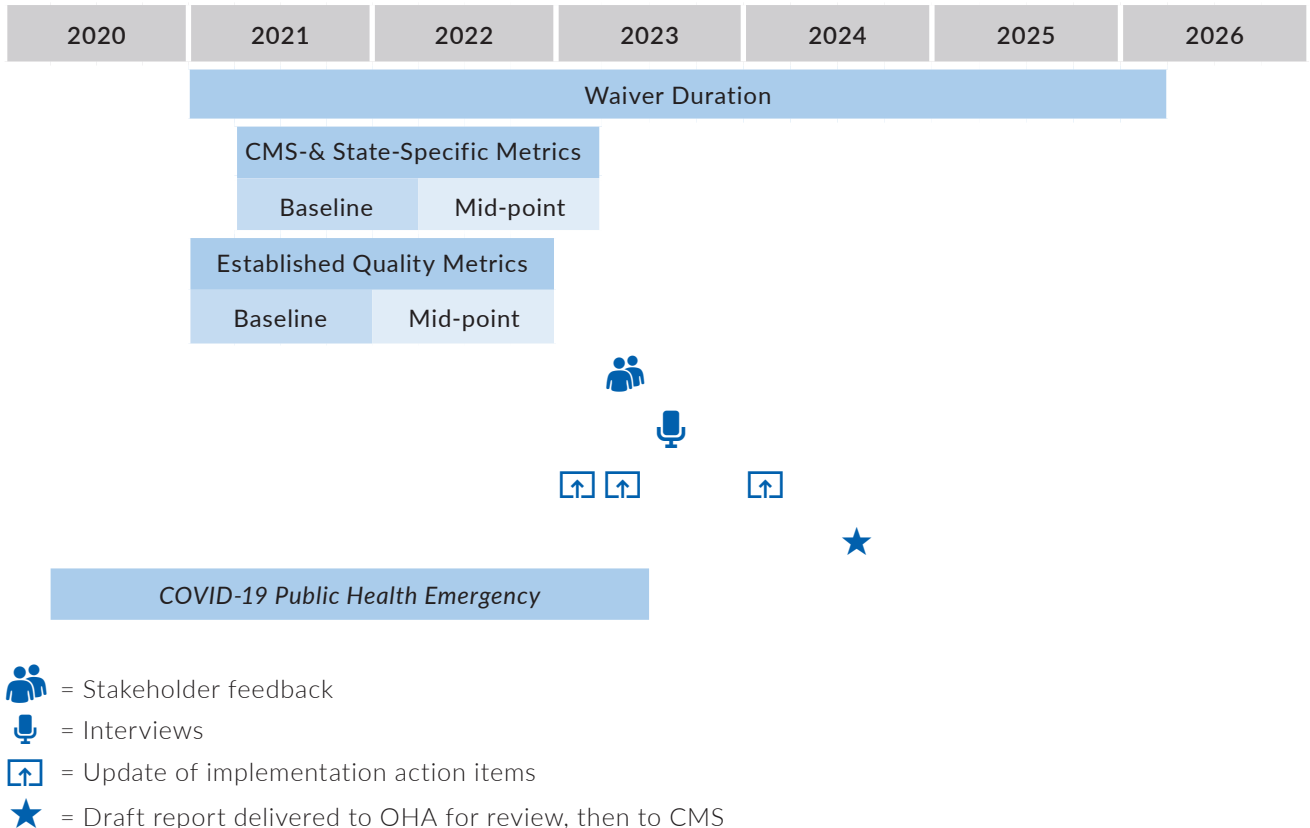 2020 2021 2022 2023 2024 2025 2026
Waiver Duration
CMS-& State-Specific Metrics
Baseline Mid-point
Established Quality Metrics
Baseline Mid-point
COVID-19 Public Health Emergency
= Stakeholder feedback
= Interviews
= Update of implementation action items
= Draft report delivered to OHA for review, then to CMS